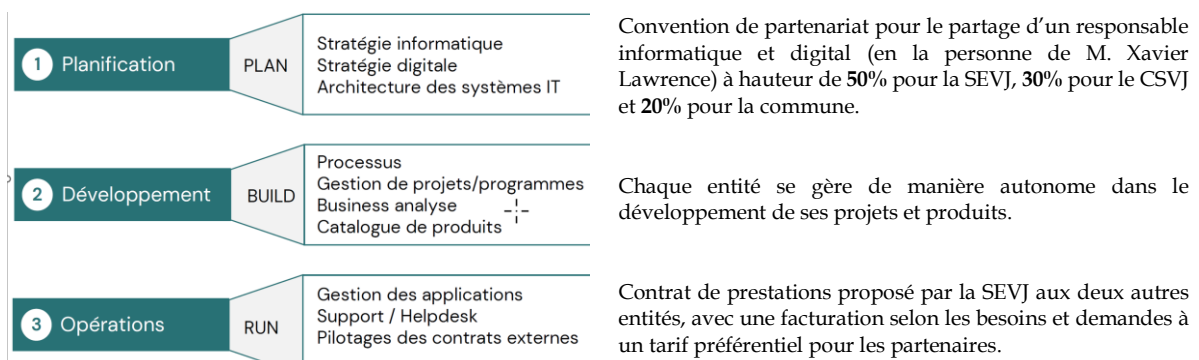 1 Planification
PLAN
Stratégie informatique
Stratégie digitale
Architecture des systèmes IT
Convention de partenariat pour le partage d’un responsable
informatique et digital (en la personne de M. Xavier
Lawrence) à hauteur de 50% pour la SEVJ, 30% pour le CSVJ
et 20% pour la commune.
2 Développement
BUILD
Processus
Gestion de projets/programmes
Business analyse
Catalogue de produits
Chaque entité se gère de manière autonome dans le
développement de ses projets et produits.
3 Opérations
RUN
Gestion des applications
Support / Helpdesk
Pilotages des contrats externes
Contrat de prestations proposé par la SEVJ aux deux autres
entités, avec une facturation selon les besoins et demandes à
un tarif préférentiel pour les partenaires.